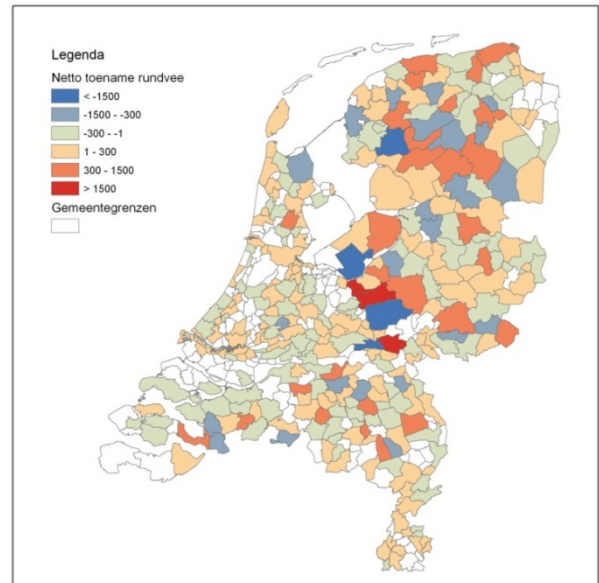 Legenda
Netto toename rundvee
< -1500
-1500 - -300
-300 - -1
1 - 300
300 - 1500
> 1500
Gemeentegrenzen